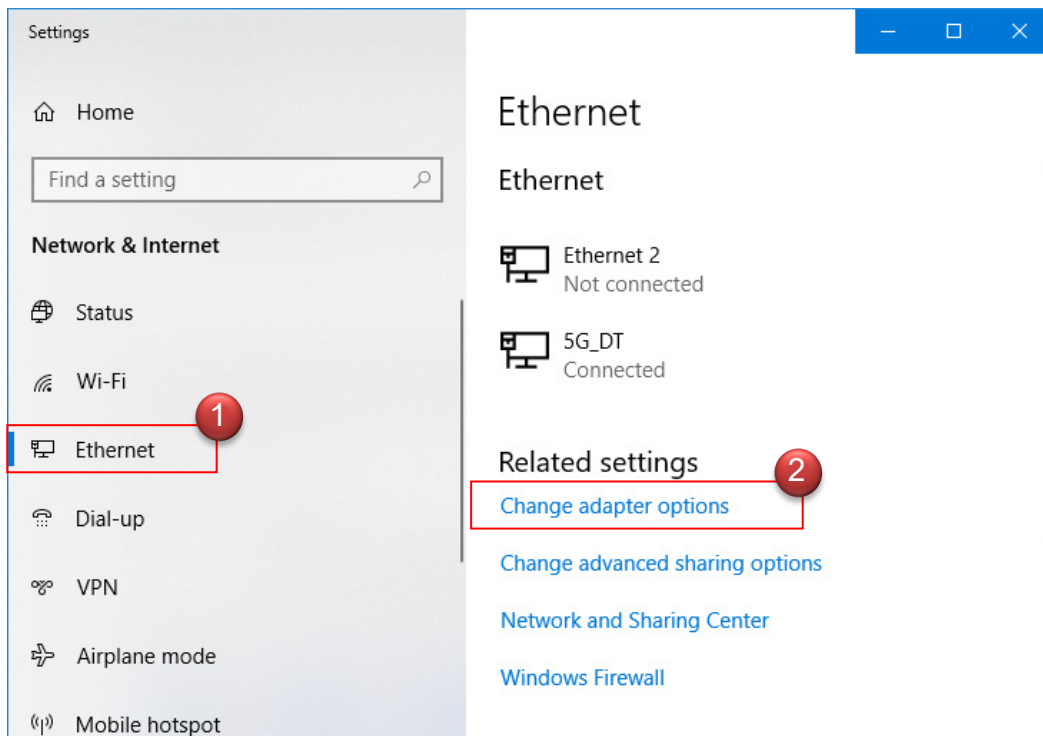 Settings
Home
Find a setting
Network & Internet
Status
Wi-Fi
1
Ethernet
Dial-up
VPN
Airplane mode
Mobile hotspot
Ethernet
Ethernet
Ethernet 2
Not connected
5G_DT
Connected
Related settings
2
Change adapter options
Change advanced sharing options
Network and Sharing Center
Windows Firewall